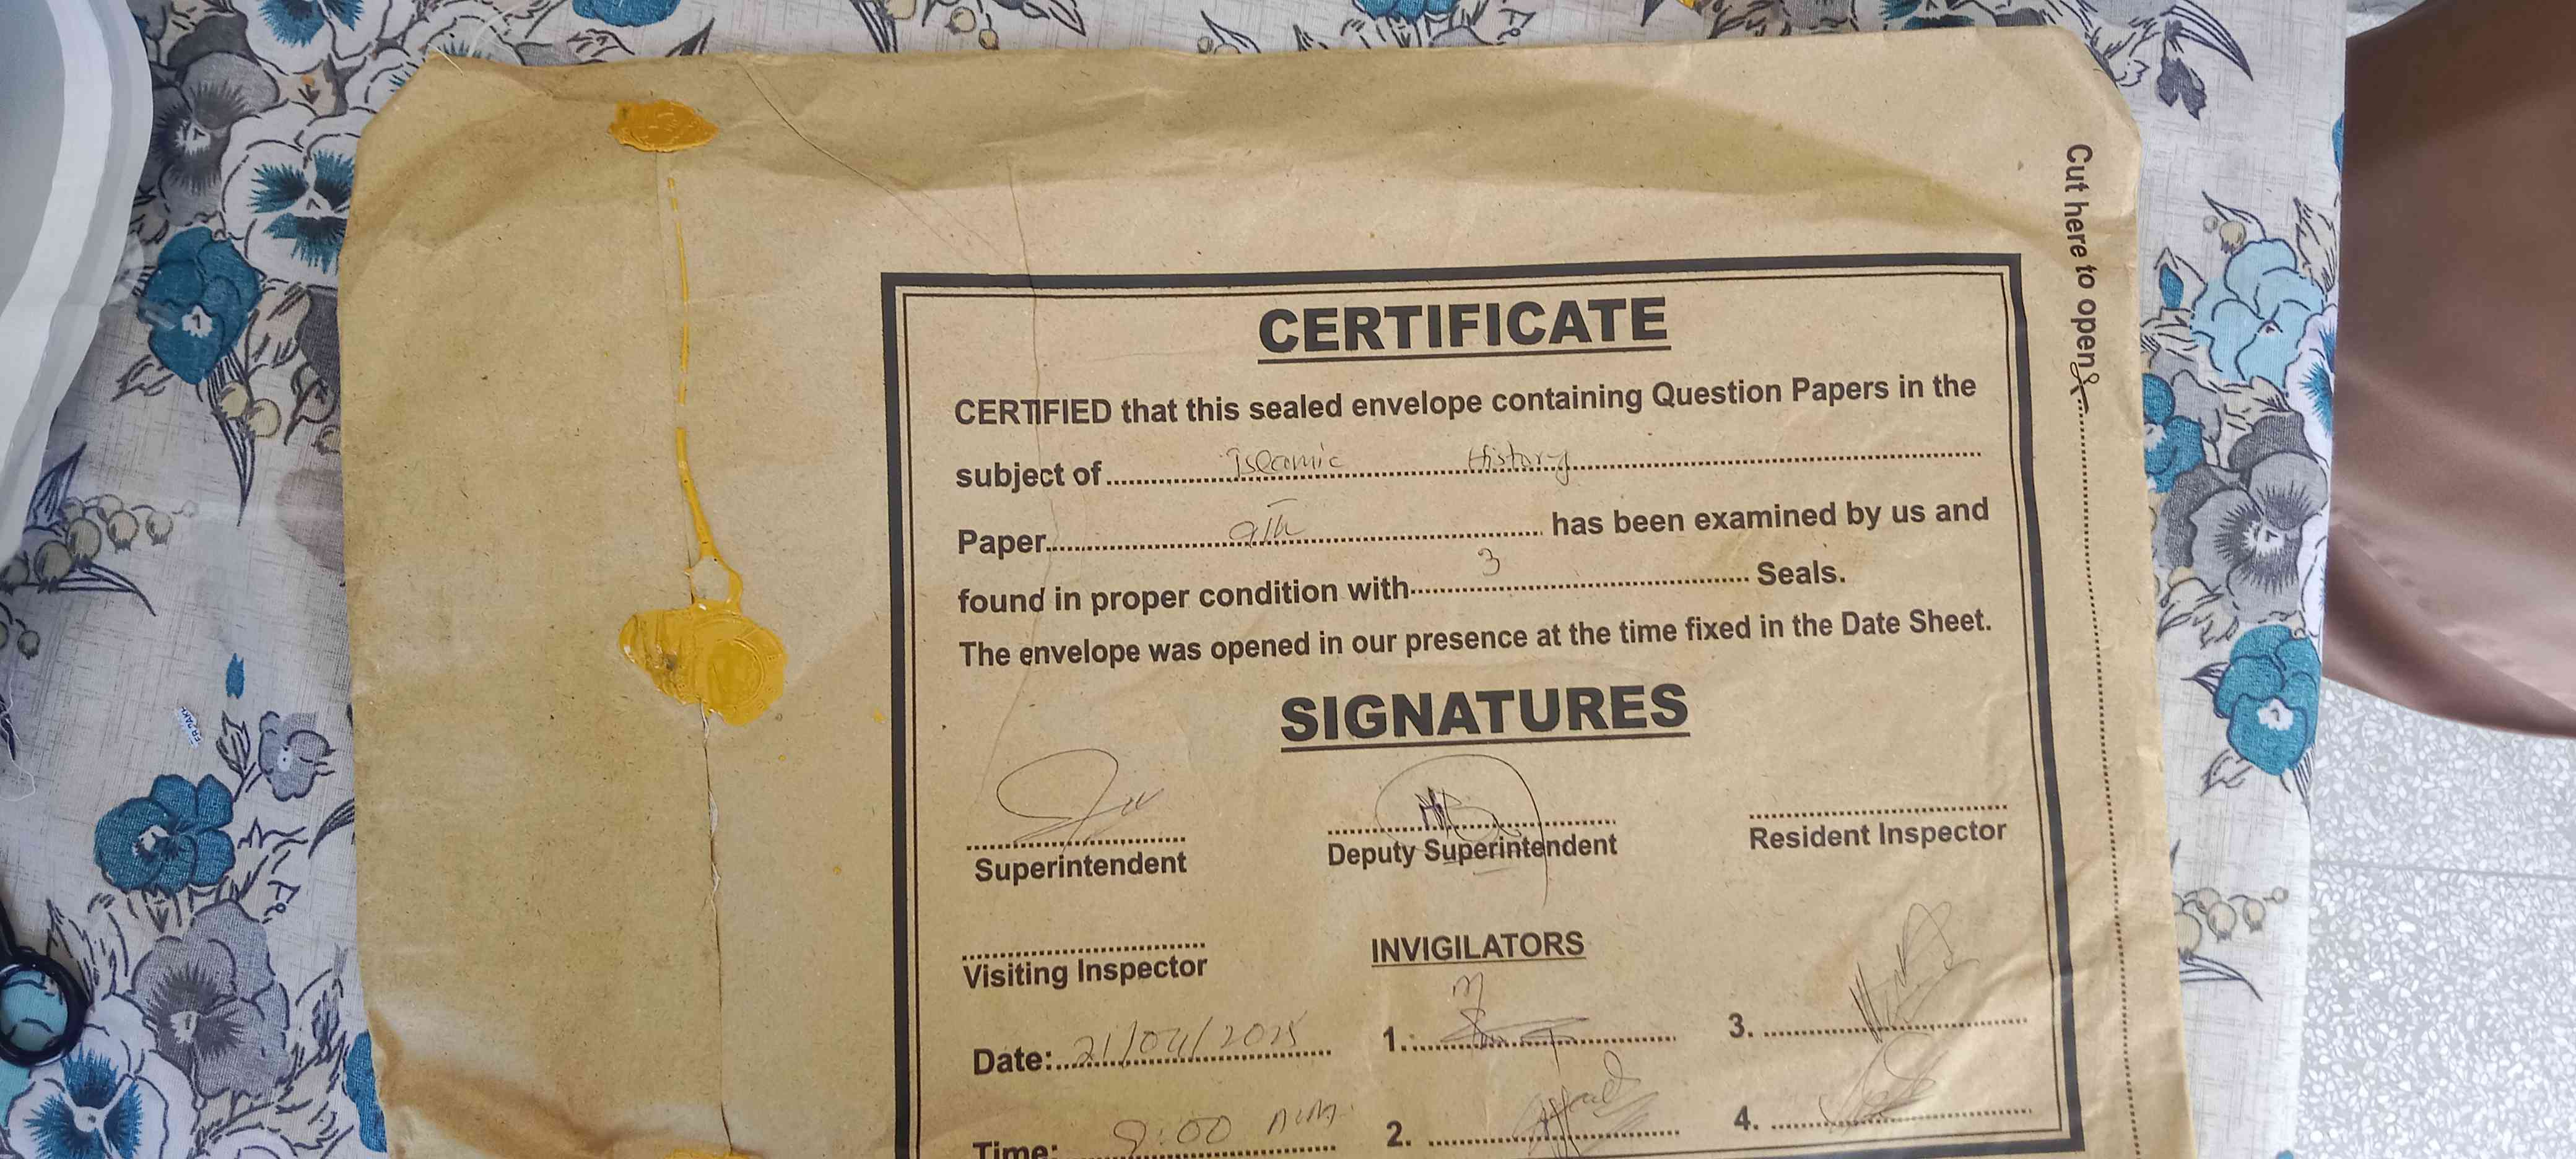 Cut here to open
CERTIFICATE
CERTIFIED that this sealed envelope containing Question Papers in the
subject of Islamic History
Paper 9th has been examined by us and
found in proper condition with 3 Seals.
The envelope was opened in our presence at the time fixed in the Date Sheet.
SIGNATURES
Superintendent Deputy Superintendent Resident Inspector
Visiting Inspector INVIGILATORS
Date: 21/04/2025 1. 3.
Time: :00 2. 4.